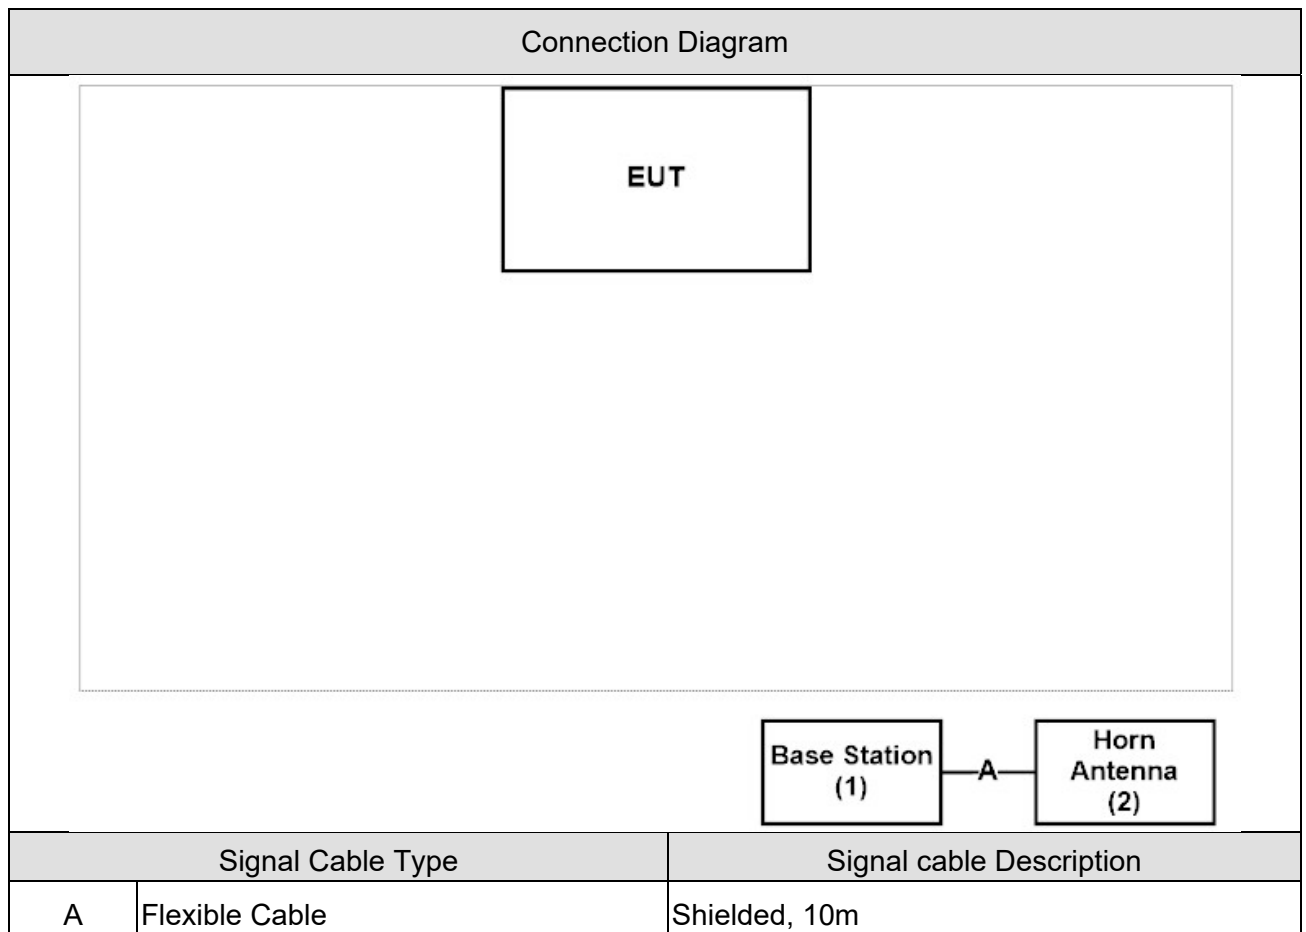 Connection Diagram
EUT
Base Station
(1)
A
Horn
Antenna
(2)
Signal Cable Type
Signal cable Description
A
Flexible Cable
Shielded, 10m